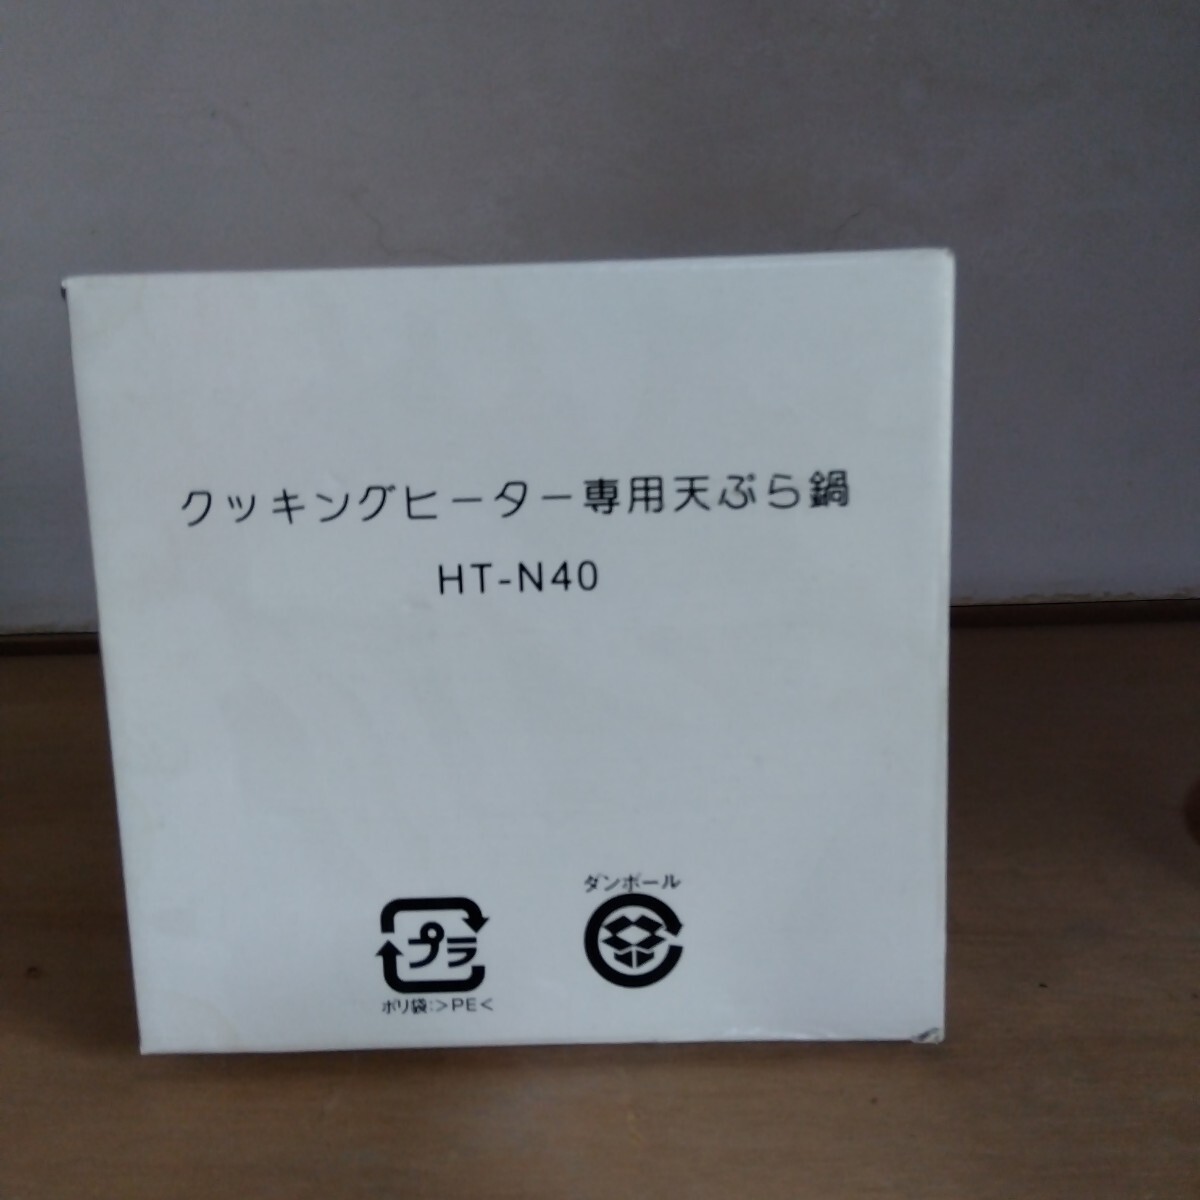 クッキングヒーター専用天ぷら鍋
HT-N40
ダンボール
プラ
ポリ袋:>PE<